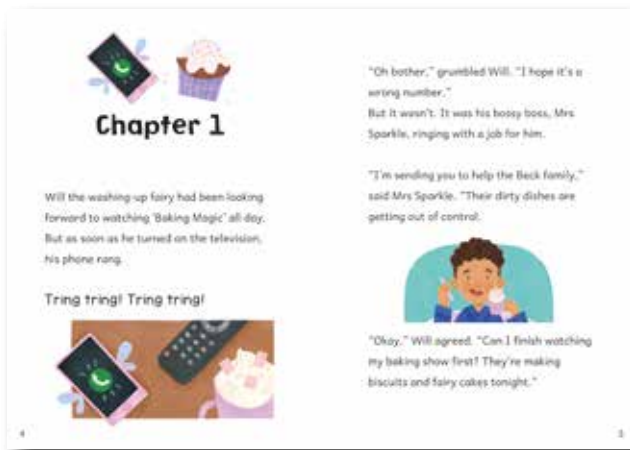 Chapter 1
Will the washing-up fairy had been looking
forward to watching 'Baking Magic' all day.
But as soon as he turned on the television,
his phone rang.
Tring tring! Tring tring!
4
"Oh bother," grumbled Will. "I hope it's a
wrong number."
But it wasn't. It was his bossy boss, Mrs
Sparkle, ringing with a job for him.
"I'm sending you to help the Beck family,"
said Mrs Sparkle. "Their dirty dishes are
getting out of control.
"Okay," Will agreed. "Can I finish watching
my baking show first? They're making
biscuits and fairy cakes tonight."
5